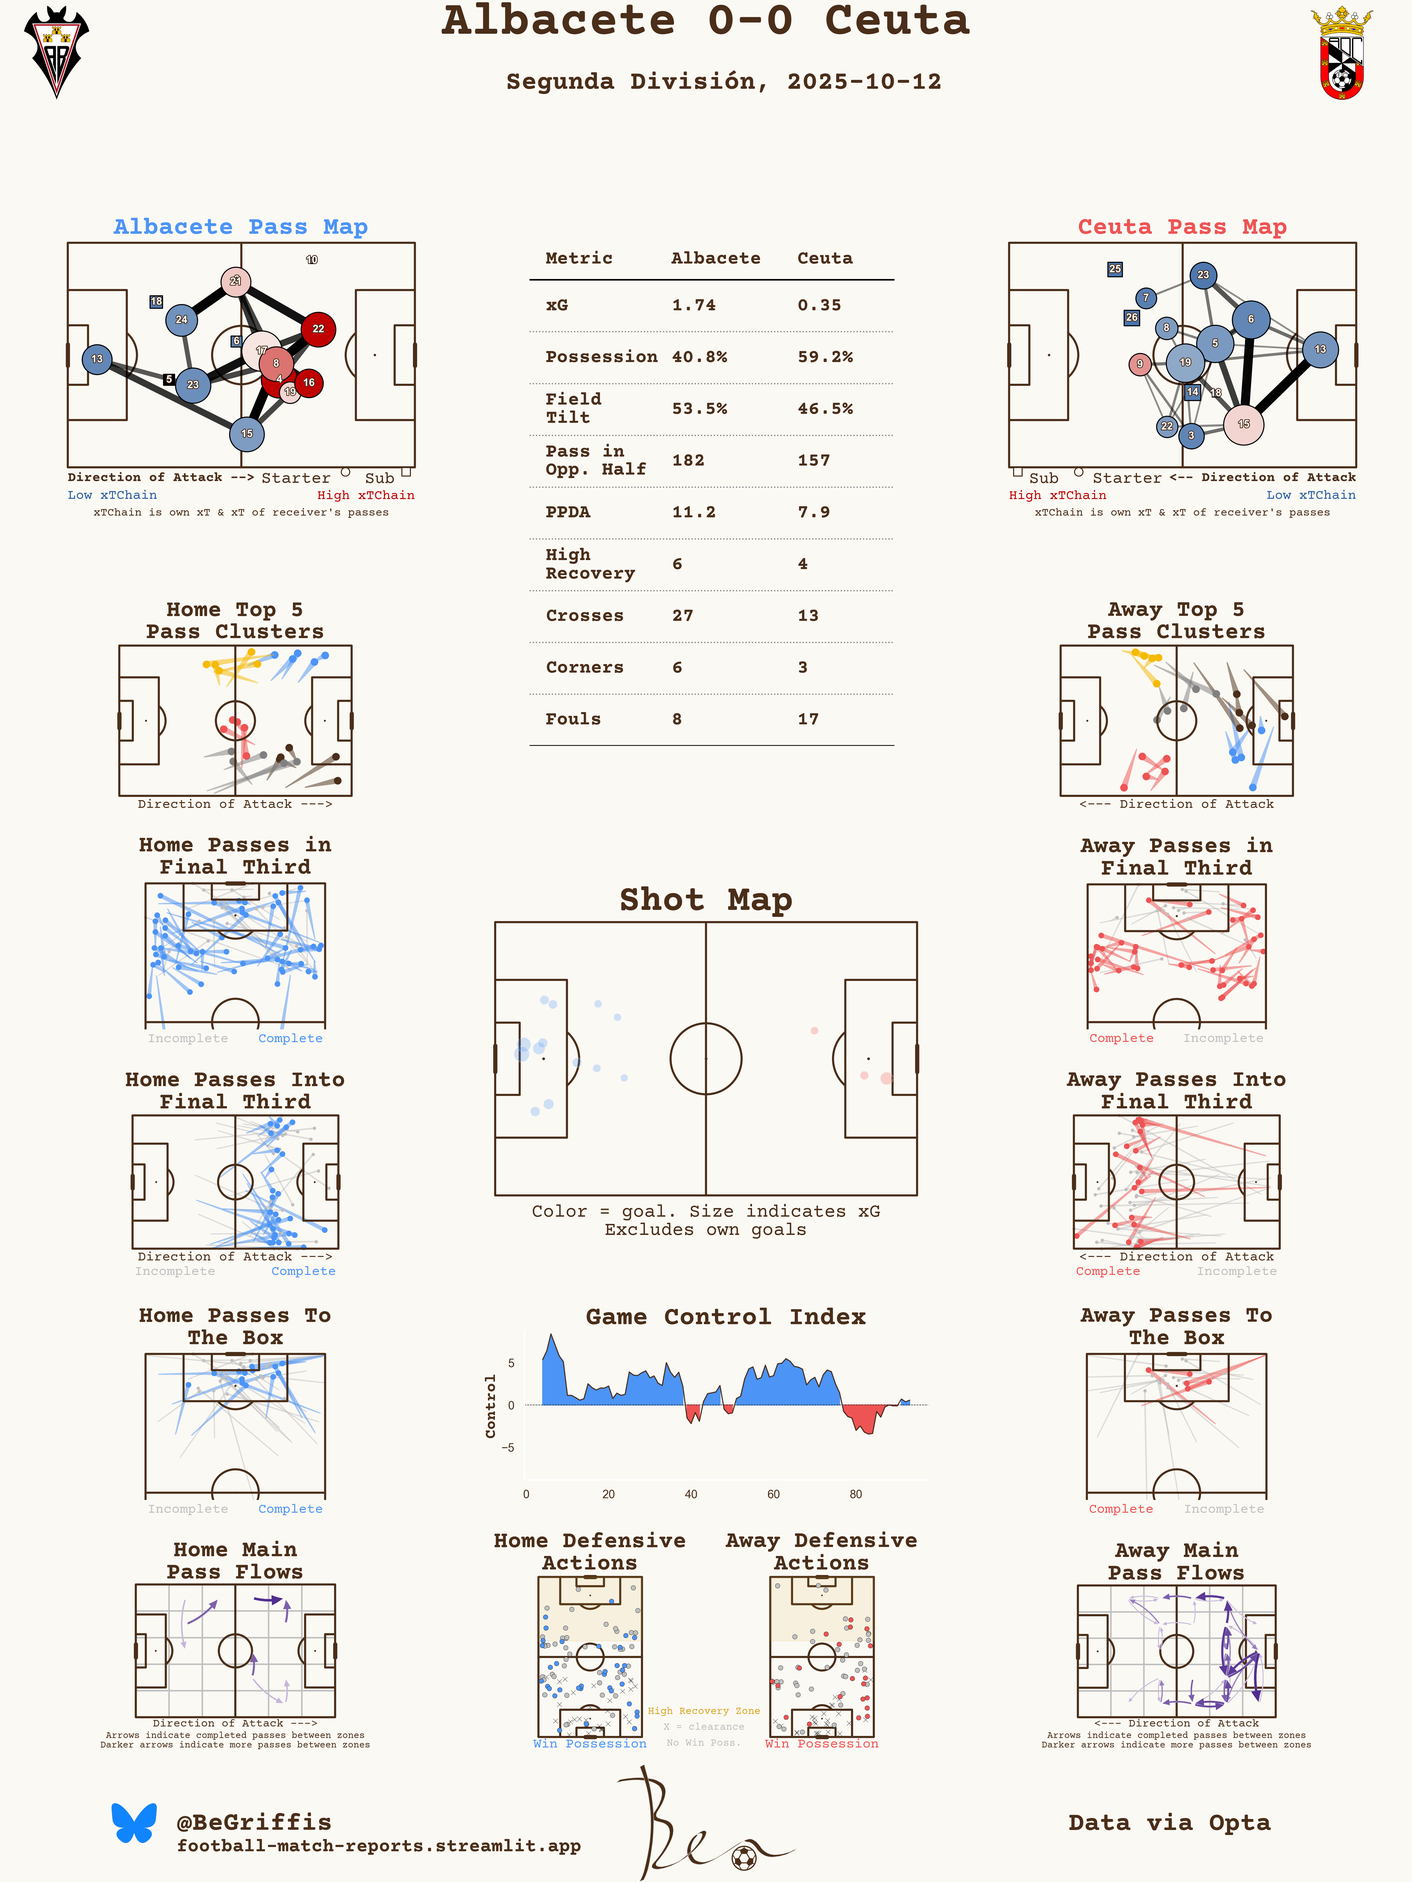 Albacete 0-0 Ceuta
Segunda División, 2025-10-12
Albacete Pass Map
10
21
18
24
22
6
17
13
8
5
23
4
19
16
15
Direction of Attack --> Starter Sub
Low xTChain High xTChain
xTChain is own xT & xT of receiver's passes
Metric Albacete Ceuta
xG 1.74 0.35
Possession 40.8% 59.2%
Field
Tilt 53.5% 46.5%
Pass in
Opp. Half 182 157
PPDA 11.2 7.9
High
Recovery 6 4
Crosses 27 13
Corners 6 3
Fouls 8 17
Ceuta Pass Map
25
23
7
26
6
8
5
13
19
9
14
18
22
3
15
Sub Starter <-- Direction of Attack
High xTChain Low xTChain
xTChain is own xT & xT of receiver's passes
Home Top 5
Pass Clusters
Direction of Attack --->
Away Top 5
Pass Clusters
<--- Direction of Attack
Home Passes in
Final Third
Incomplete Complete
Away Passes in
Final Third
Complete Incomplete
Shot Map
Color = goal. Size indicates xG
Excludes own goals
Home Passes Into
Final Third
Direction of Attack --->
Incomplete Complete
Away Passes Into
Final Third
<--- Direction of Attack
Complete Incomplete
Home Passes To
The Box
Incomplete Complete
Game Control Index
Control
5
0
−5
0 20 40 60 80
Away Passes To
The Box
Complete Incomplete
Home Main
Pass Flows
Direction of Attack --->
Arrows indicate completed passes between zones
Darker arrows indicate more passes between zones
Home Defensive
Actions
Win Possession
Away Defensive
Actions
Win Possession
High Recovery Zone
X = clearance
No Win Poss.
Away Main
Pass Flows
<--- Direction of Attack
Arrows indicate completed passes between zones
Darker arrows indicate more passes between zones
@BeGriffis
football-match-reports.streamlit.app
Ben
Data via Opta